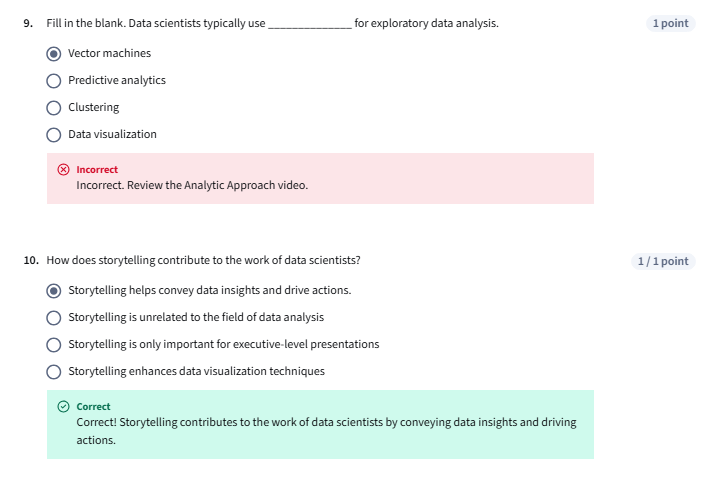 9. Fill in the blank. Data scientists typically use ______________ for exploratory data analysis. 1 point
Vector machines
Predictive analytics
Clustering
Data visualization
Incorrect
Incorrect. Review the Analytic Approach video.
10. How does storytelling contribute to the work of data scientists? 1 / 1 point
Storytelling helps convey data insights and drive actions.
Storytelling is unrelated to the field of data analysis
Storytelling is only important for executive-level presentations
Storytelling enhances data visualization techniques
Correct
Correct! Storytelling contributes to the work of data scientists by conveying data insights and driving
actions.